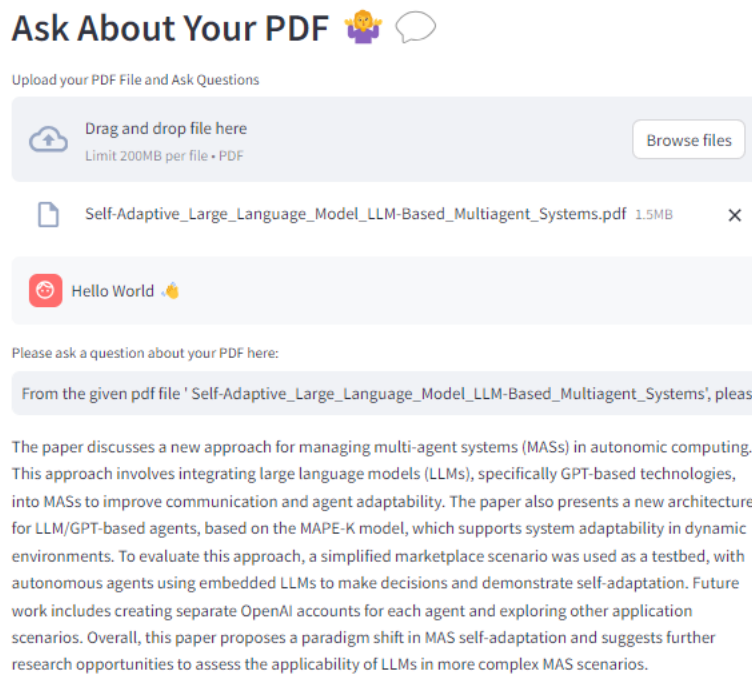 Ask About Your PDF 🤷 💬
Upload your PDF File and Ask Questions
Drag and drop file here
Limit 200MB per file • PDF
Browse files
Self-Adaptive_Large_Language_Model_LLM-Based_Multiagent_Systems.pdf 1.5MB
Hello World 👋
Please ask a question about your PDF here:
From the given pdf file ' Self-Adaptive_Large_Language_Model_LLM-Based_Multiagent_Systems', pleas
The paper discusses a new approach for managing multi-agent systems (MASs) in autonomic computing.
This approach involves integrating large language models (LLMs), specifically GPT-based technologies,
into MASs to improve communication and agent adaptability. The paper also presents a new architecture
for LLM/GPT-based agents, based on the MAPE-K model, which supports system adaptability in dynamic
environments. To evaluate this approach, a simplified marketplace scenario was used as a testbed, with
autonomous agents using embedded LLMs to make decisions and demonstrate self-adaptation. Future
work includes creating separate OpenAI accounts for each agent and exploring other application
scenarios. Overall, this paper proposes a paradigm shift in MAS self-adaptation and suggests further
research opportunities to assess the applicability of LLMs in more complex MAS scenarios.